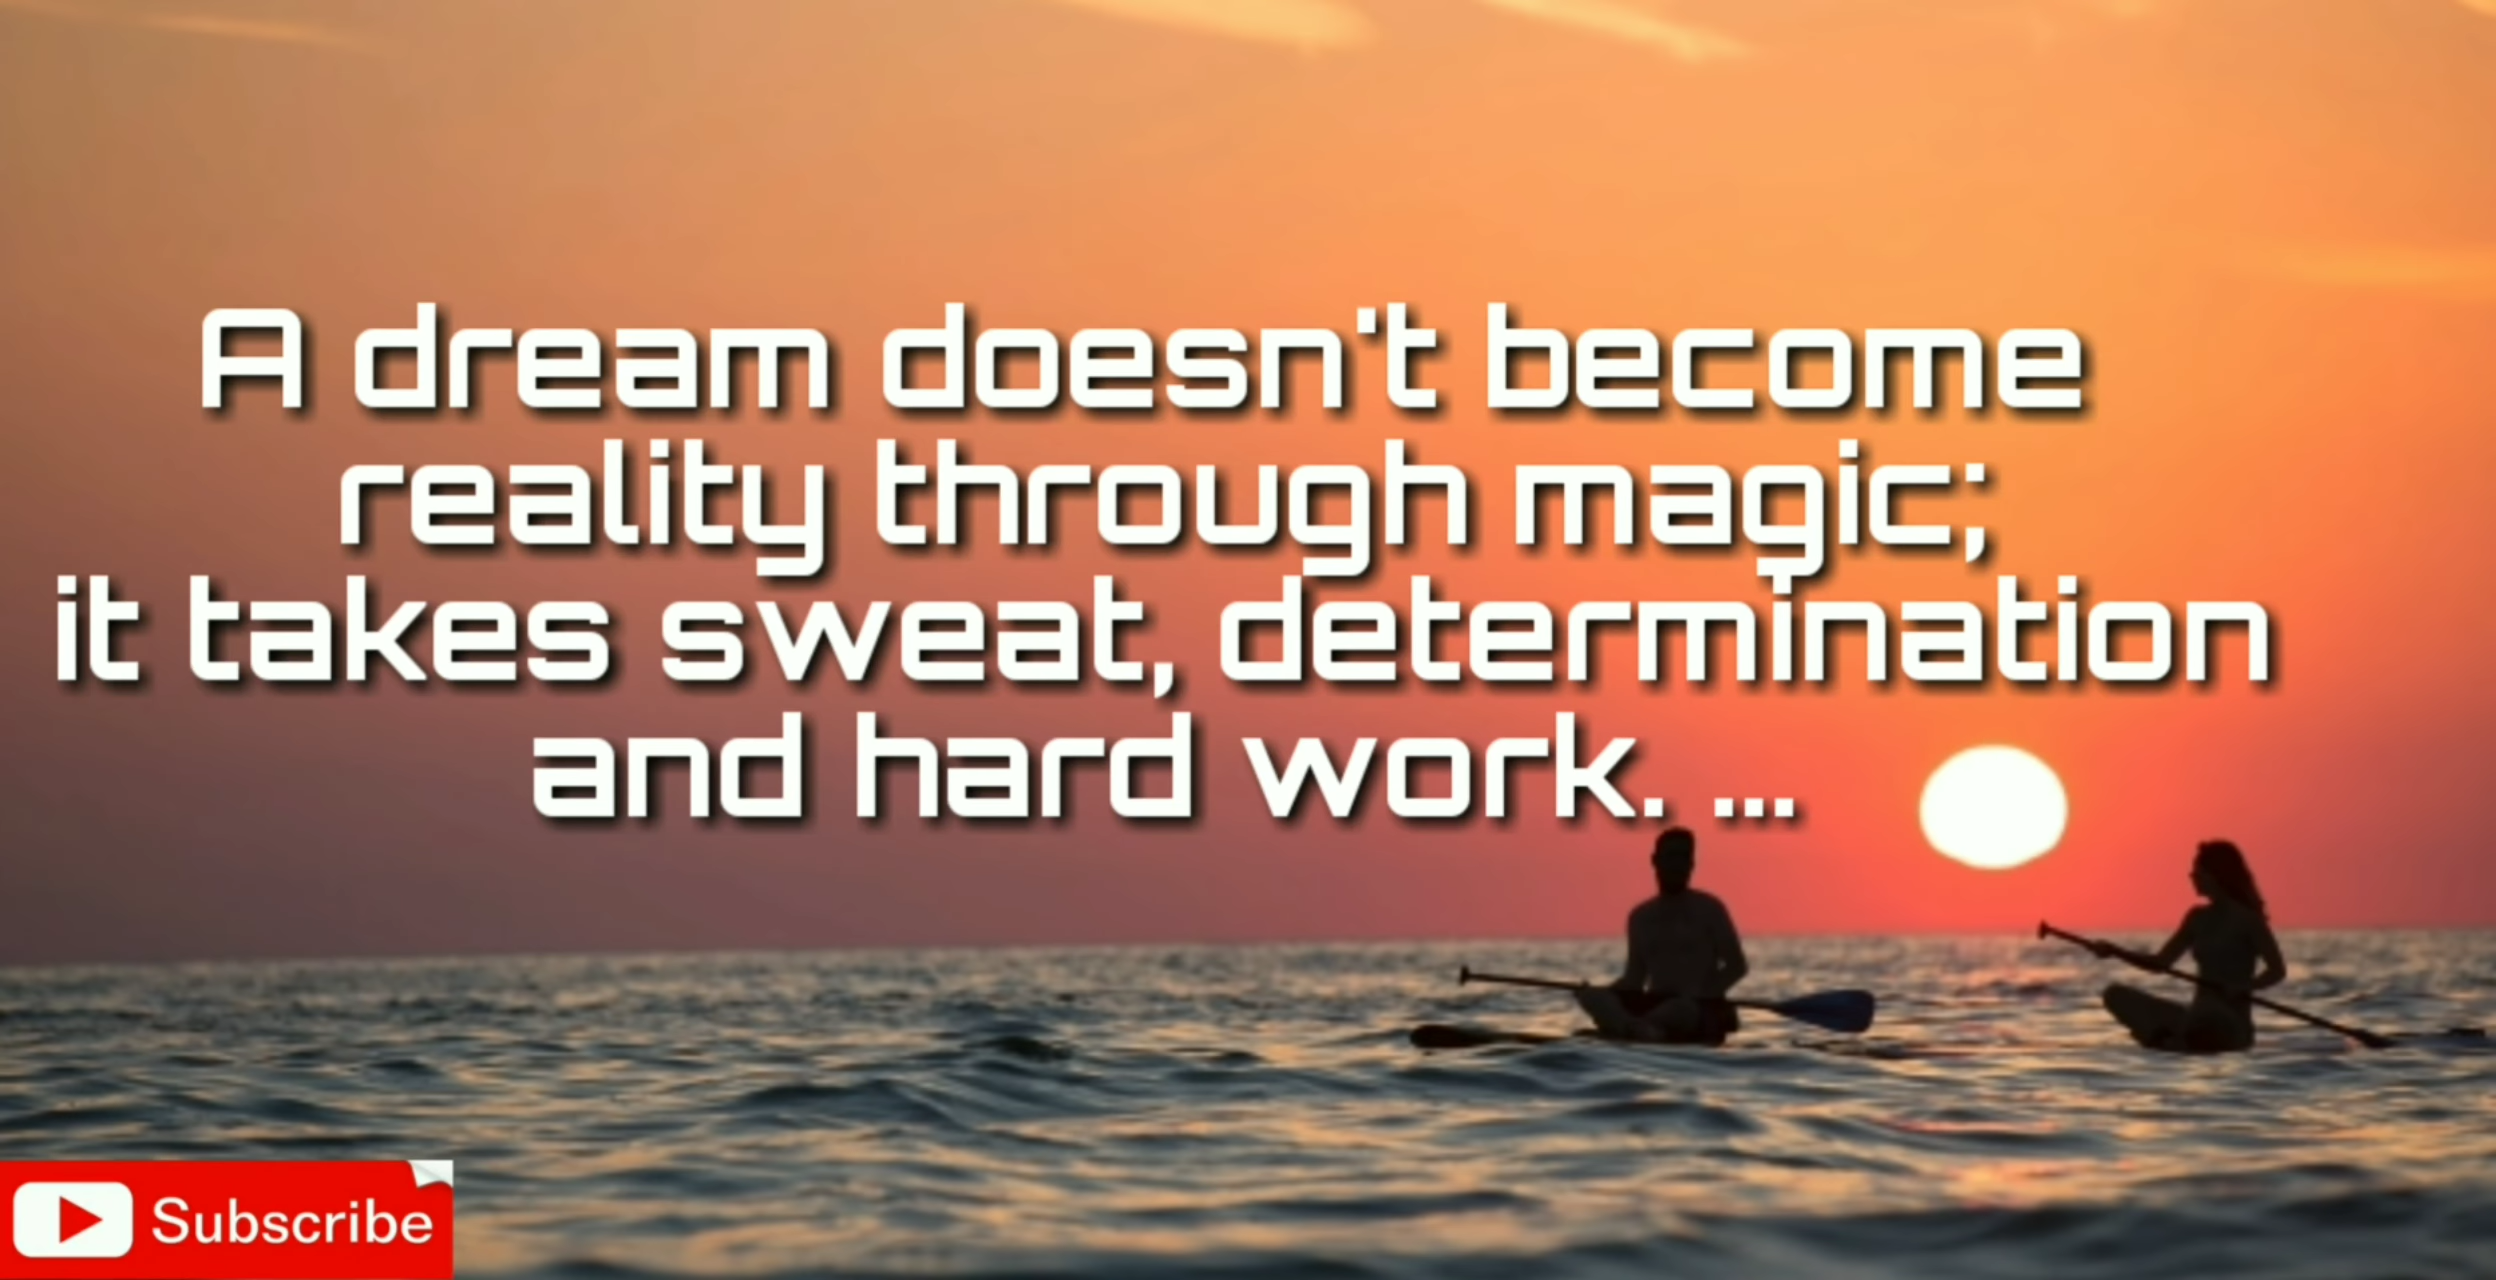 A dream doesn't become
reality through magic;
it takes sweat, determination
and hard work. ...
Subscribe